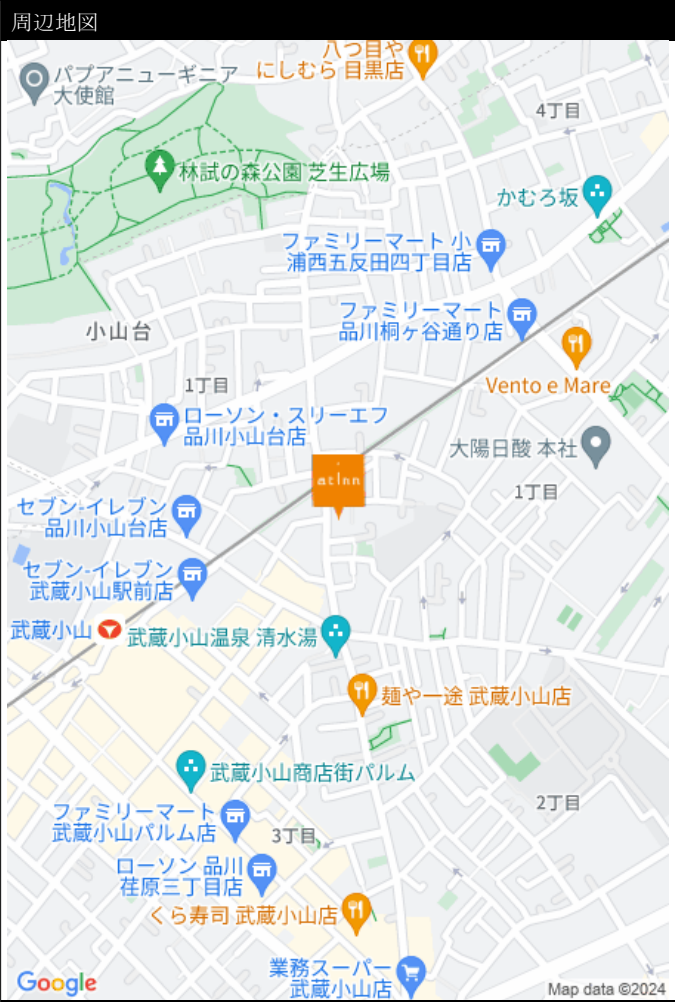 周辺地図
八つ目や
にしむら 目黒店
パプアニューギニア
大使館
4丁目
林試の森公園 芝生広場
かむろ坂
ファミリーマート 小
浦西五反田四丁目店
ファミリーマート
品川桐ヶ谷通り店
小山台
1丁目
Vento e Mare
ローソン・スリーエフ
品川小山台店
大陽日酸 本社
atInn
1丁目
セブン-イレブン
品川小山台店
セブン-イレブン
武蔵小山駅前店
武蔵小山
武蔵小山温泉 清水湯
麺や一途 武蔵小山店
武蔵小山商店街パルム
2丁目
ファミリーマート
武蔵小山パルム店
3丁目
ローソン 品川
荏原三丁目店
くら寿司 武蔵小山店
業務スーパー
武蔵小山店
Google
Map data ©2024